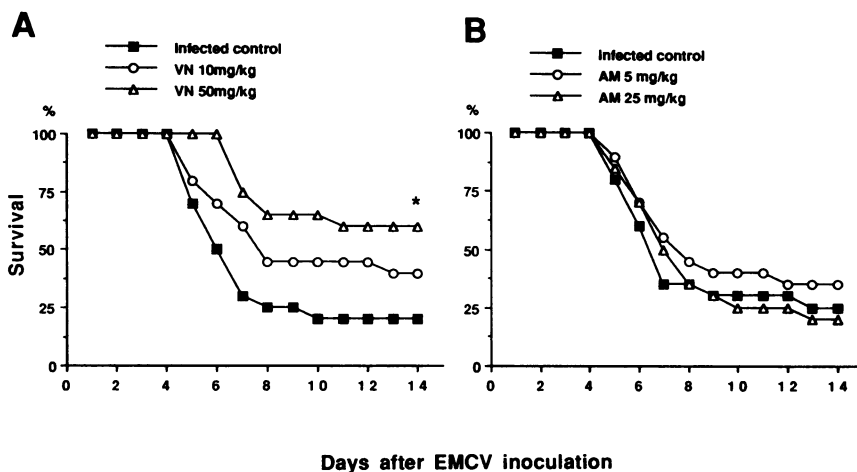 A
Infected control
VN 10mg/kg
VN 50mg/kg
%
100
75
50
25
0
Survival
*
0 2 4 6 8 10 12 14
B
Infected control
AM 5 mg/kg
AM 25 mg/kg
%
100
75
50
25
0
0 2 4 6 8 10 12 14
Days after EMCV inoculation